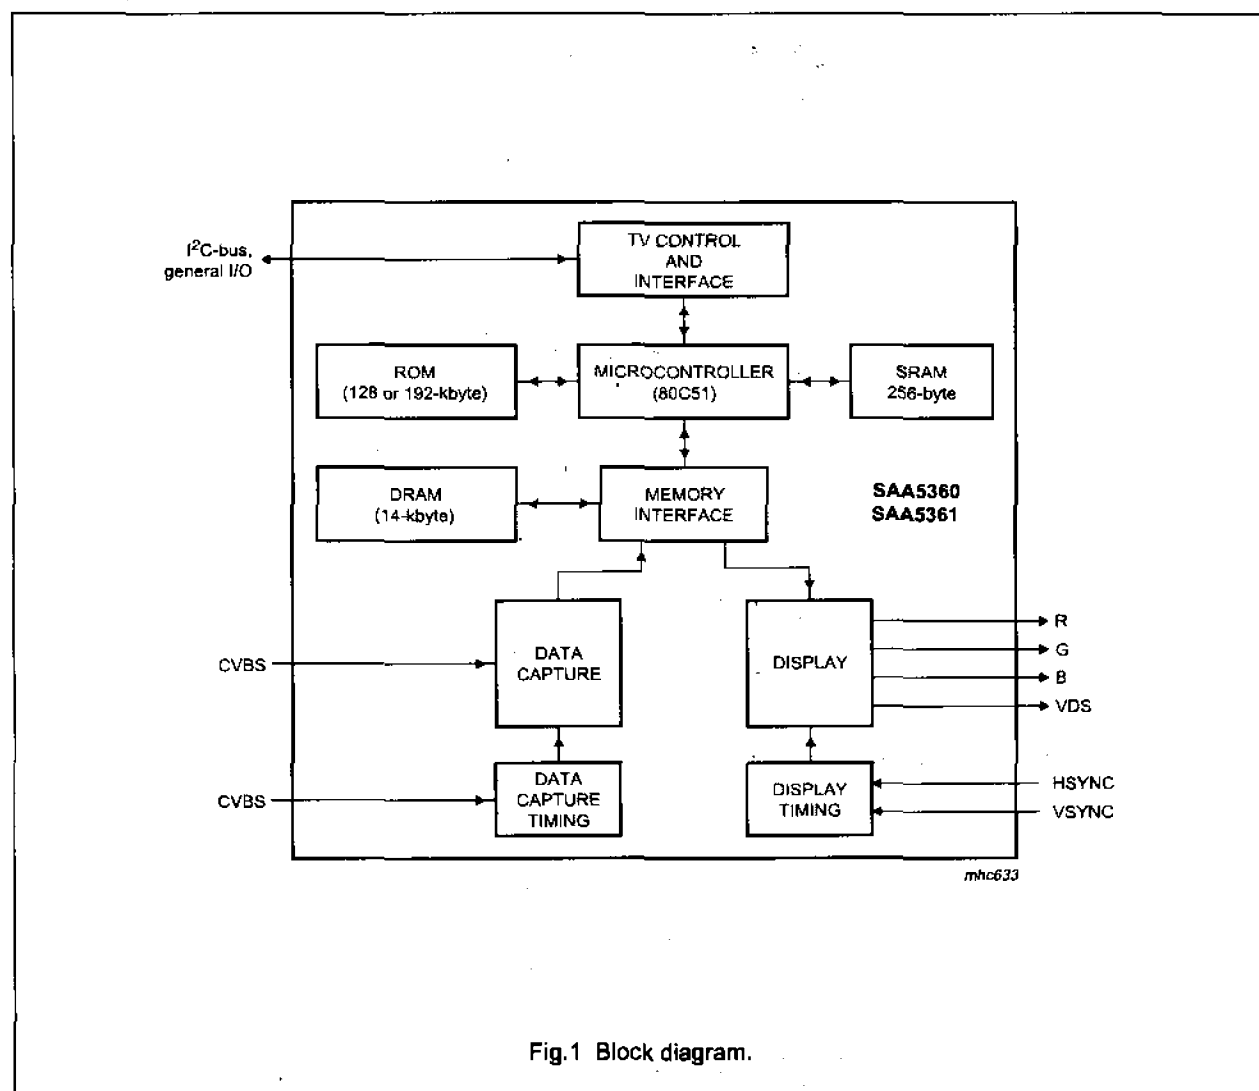 TV CONTROL
AND
INTERFACE
I²C-bus,
general I/O
ROM
(128 or 192-kbyte)
MICROCONTROLLER
(80C51)
SRAM
256-byte
DRAM
(14-kbyte)
MEMORY
INTERFACE
SAA5360
SAA5361
CVBS
DATA
CAPTURE
DISPLAY
R
G
B
VDS
CVBS
DATA
CAPTURE
TIMING
DISPLAY
TIMING
HSYNC
VSYNC
mhc633
Fig.1 Block diagram.